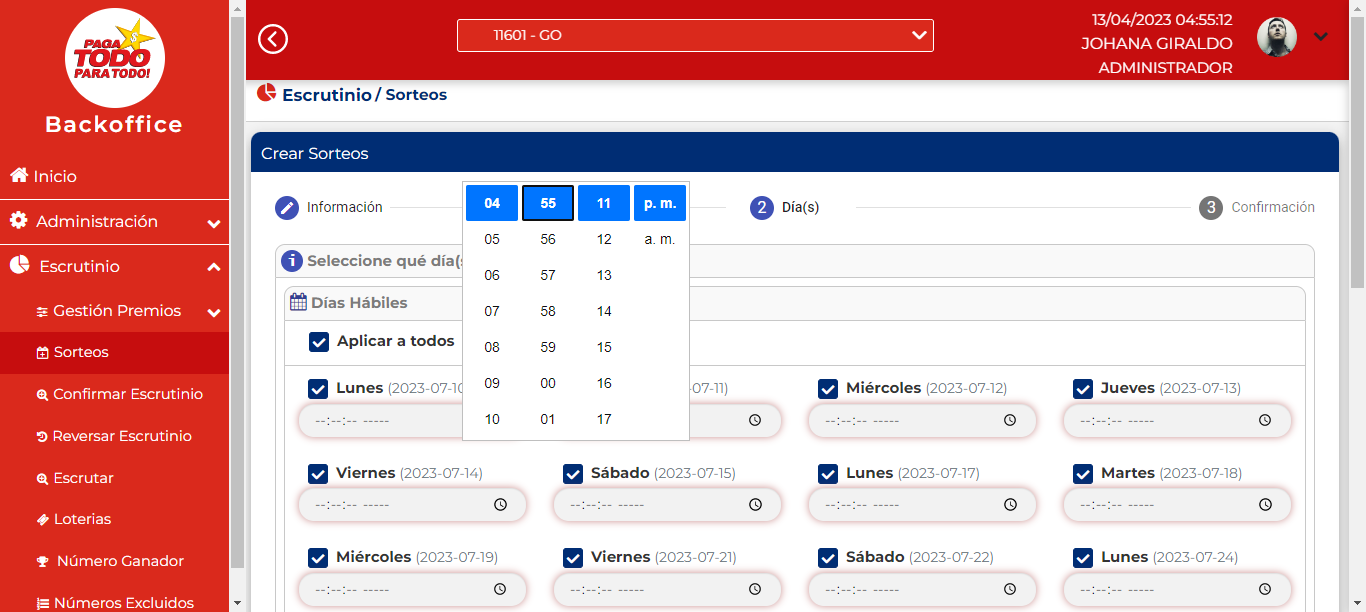 PAGA
TODO
PARA TODO!
Backoffice
Inicio
Administración
Escrutinio
Gestión Premios
Sorteos
Confirmar Escrutinio
Reversar Escrutinio
Escrutar
Loterias
Número Ganador
Números Excluidos
11601 - GO
13/04/2023 04:55:12
JOHANA GIRALDO
ADMINISTRADOR
Escrutinio / Sorteos
Crear Sorteos
Información
2 Día(s)
3 Confirmación
04 55 11 p. m.
05 56 12 a. m.
06 57 13
07 58 14
08 59 15
09 00 16
10 01 17
Seleccione qué día(s
Días Hábiles
Aplicar a todos
Lunes (2023-07-10
-07-11)
Miércoles (2023-07-12)
Jueves (2023-07-13)
--:--:-- -----
--:--:-- -----
--:--:-- -----
Viernes (2023-07-14)
Sábado (2023-07-15)
Lunes (2023-07-17)
Martes (2023-07-18)
--:--:-- -----
--:--:-- -----
--:--:-- -----
--:--:-- -----
Miércoles (2023-07-19)
Viernes (2023-07-21)
Sábado (2023-07-22)
Lunes (2023-07-24)
--:--:-- -----
--:--:-- -----
--:--:-- -----
--:--:-- -----